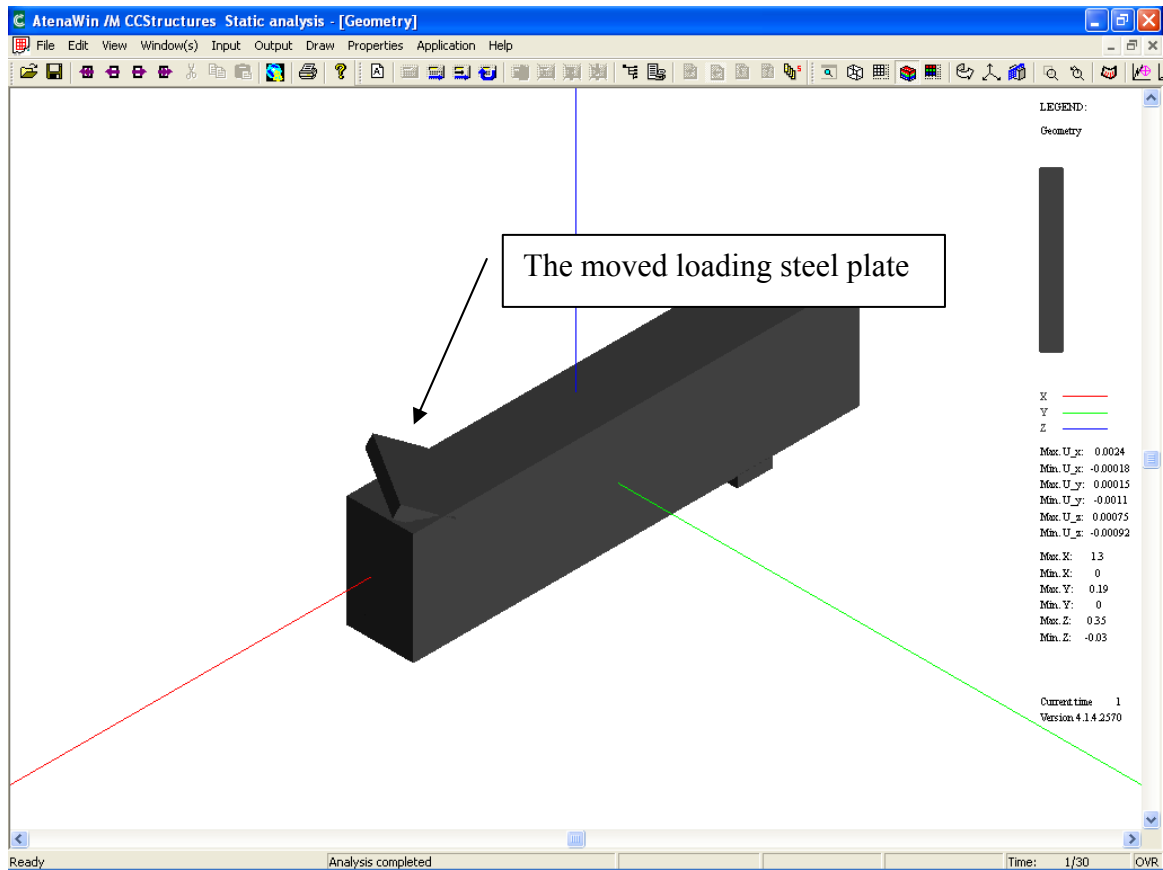 AtenaWin /M CCStructures Static analysis - [Geometry]
File Edit View Window(s) Input Output Draw Properties Application Help
LEGEND:
Geometry
The moved loading steel plate
X
Y
Z
Max. U_x: 0.0024
Min. U_x: -0.00018
Max. U_y: 0.00015
Min. U_y: -0.0011
Max. U_z: 0.00075
Min. U_z: -0.00092
Max. X: 1.3
Min. X: 0
Max. Y: 0.19
Min. Y: 0
Max. Z: 0.35
Min. Z: -0.03
Current time 1
Version 4.1.4.2570
Ready Analysis completed Time: 1/30 OVR